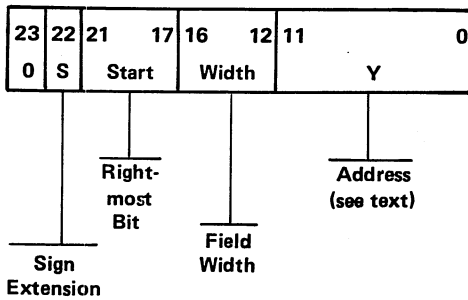 23 22 21 17 16 12 11 0
0 S Start Width Y
Right-
most
Bit
Address
(see text)
Field
Width
Sign
Extension